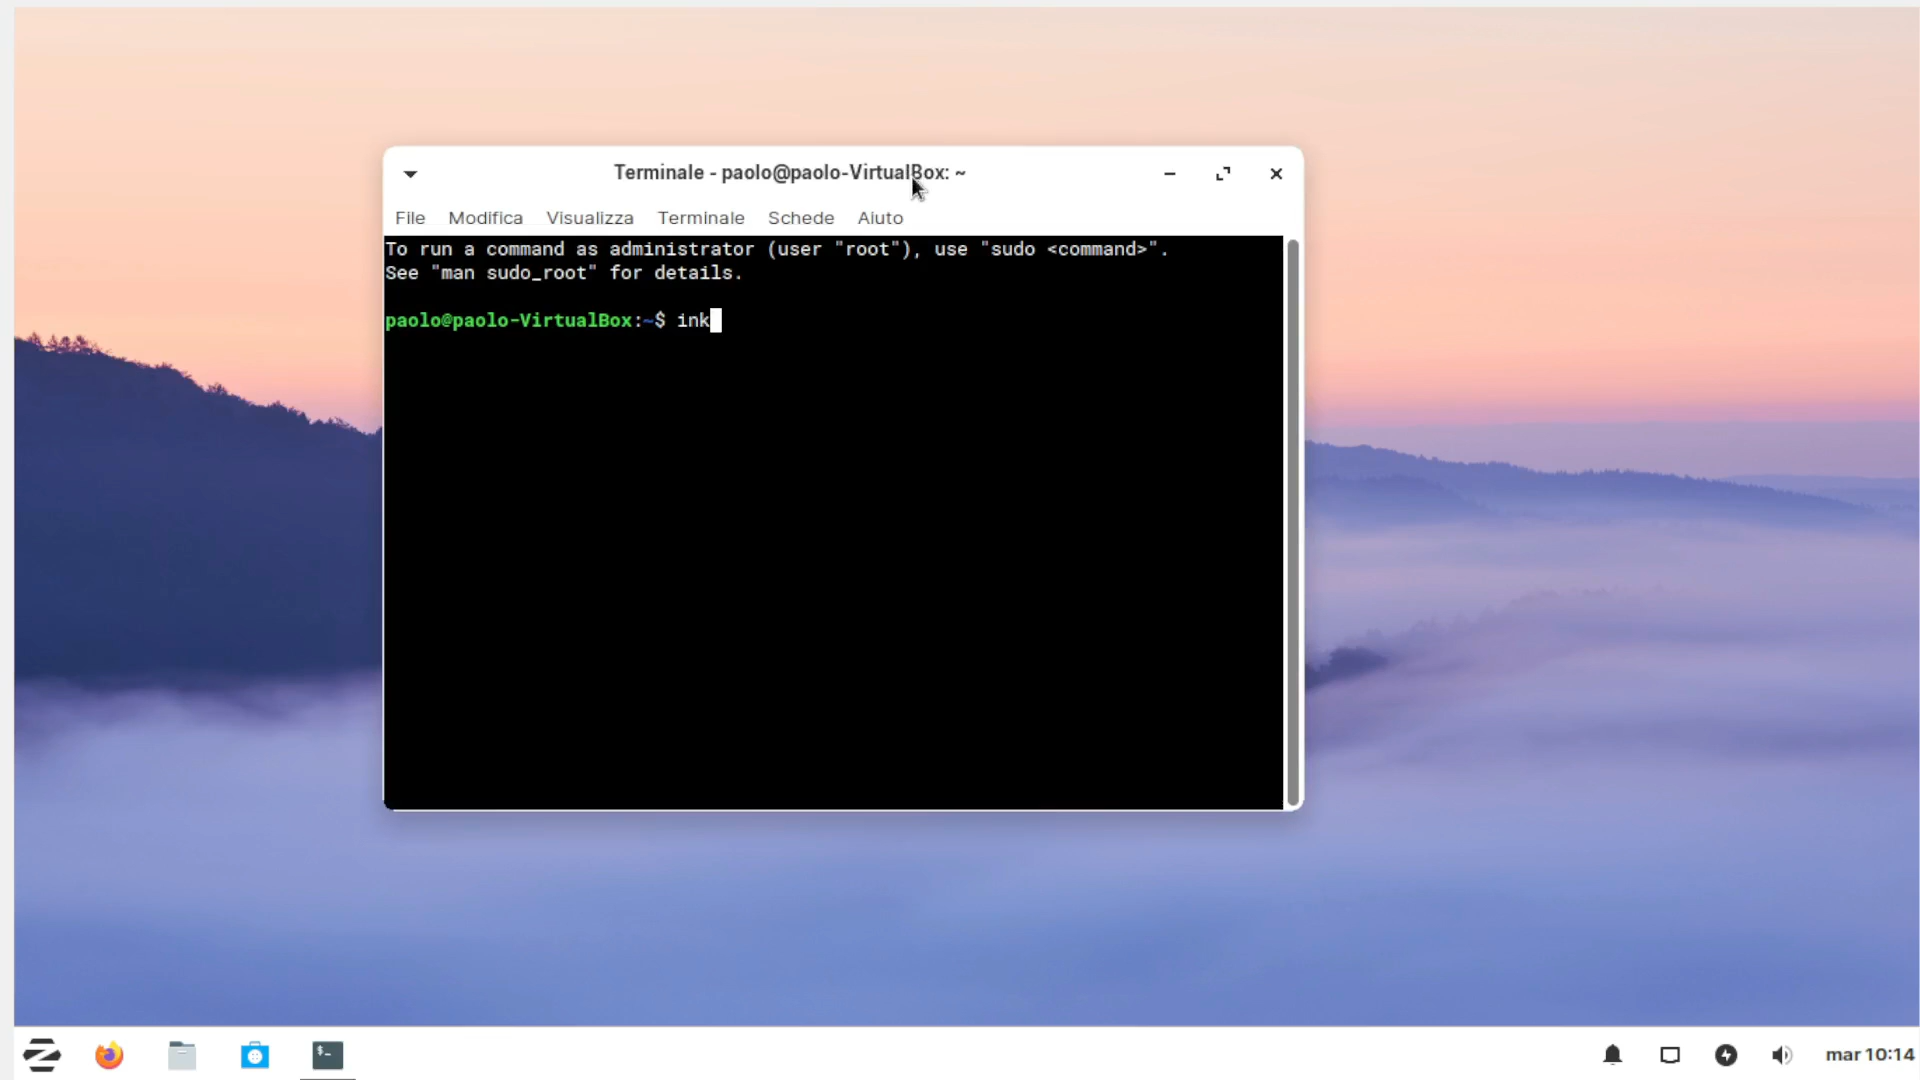 Terminale - paolo@paolo-VirtualBox: ~
File Modifica Visualizza Terminale Schede Aiuto
To run a command as administrator (user "root"), use "sudo <command>".
See "man sudo_root" for details.
paolo@paolo-VirtualBox:~$ ink
$-
mar 10:14